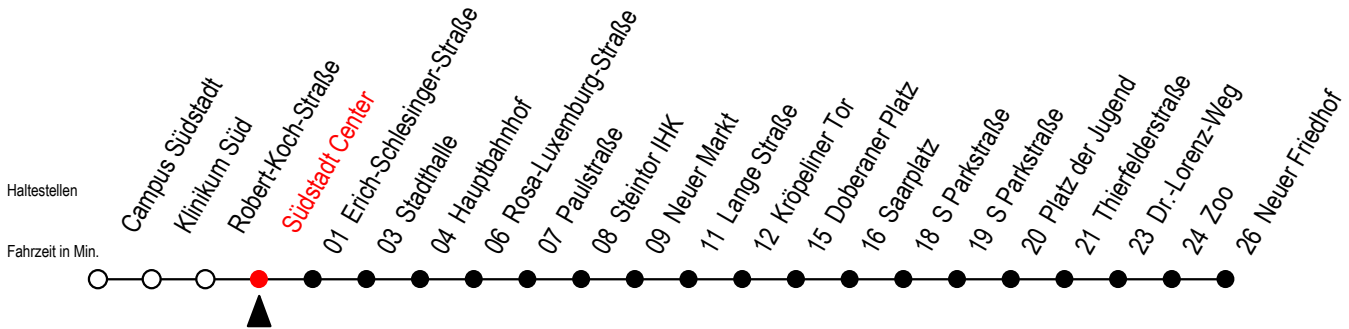 Haltestellen
Fahrzeit in Min.
Campus Südstadt
Klinikum Süd
Robert-Koch-Straße
Südstadt Center
01 Erich-Schlesinger-Straße
03 Stadthalle
04 Hauptbahnhof
06 Rosa-Luxemburg-Straße
07 Paulstraße
08 Steintor IHK
09 Neuer Markt
11 Lange Straße
12 Kröpeliner Tor
15 Doberaner Platz
16 Saarplatz
18 S Parkstraße
19 S Parkstraße
20 Platz der Jugend
21 Thierfelderstraße
23 Dr.-Lorenz-Weg
24 Zoo
26 Neuer Friedhof